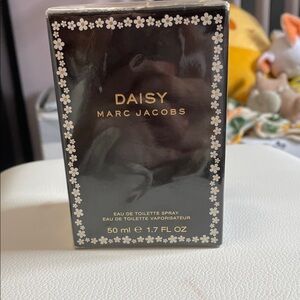 DAISY
MARC JACOBS
EAU DE TOILETTE SPRAY
EAU DE TOILETTE VAPORISATEUR
50 ml ℮ 1.7 FL OZ